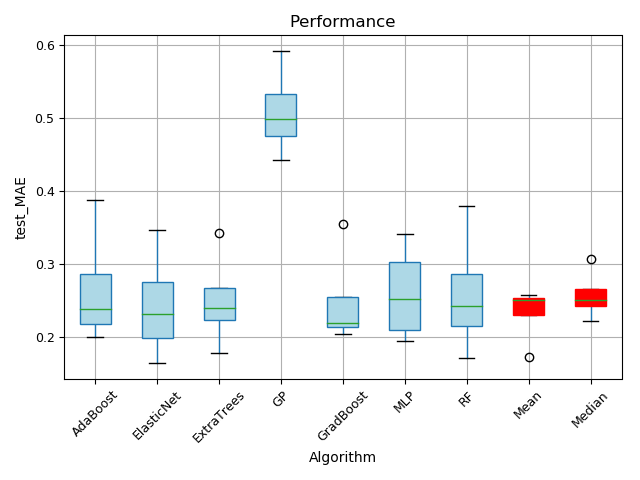 Performance
test_MAE
0.6
0.5
0.4
0.3
0.2
AdaBoost
ElasticNet
ExtraTrees
GP
GradBoost
MLP
RF
Mean
Median
Algorithm